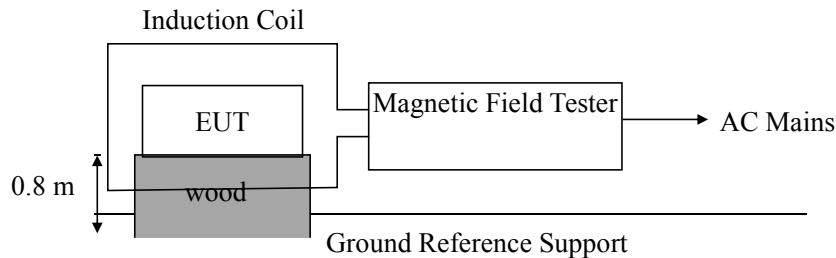 Induction Coil
EUT
Magnetic Field Tester
AC Mains
0.8 m
wood
Ground Reference Support